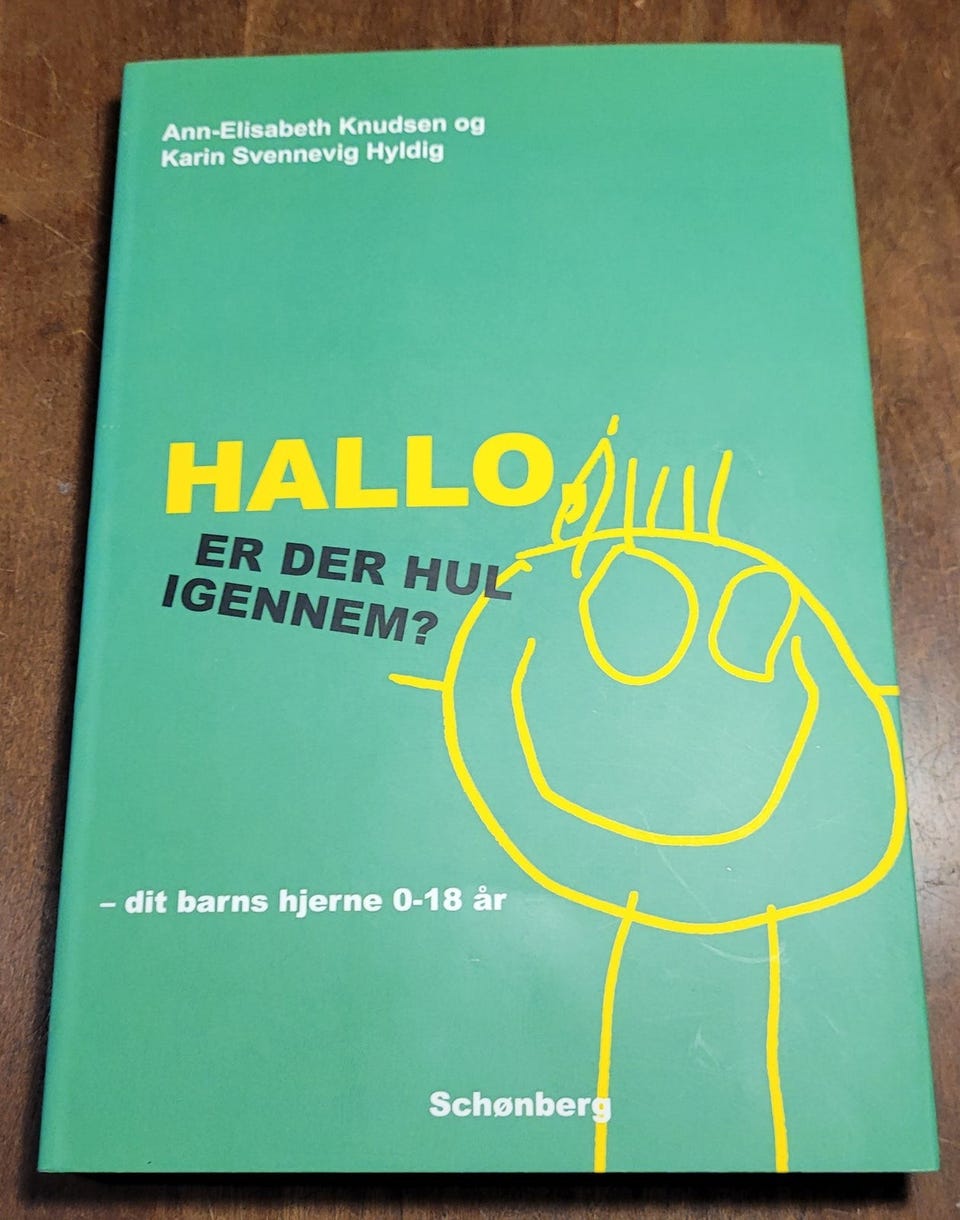 Ann-Elisabeth Knudsen og
Karin Svennevig Hyldig
HALLO,
ER DER HUL
IGENNEM?
– dit barns hjerne 0-18 år
Schønberg